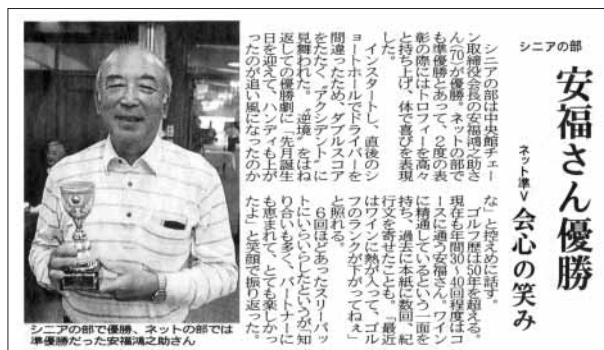 シニアの部
安福さん優勝
ネット準V 会心の笑み
シニアの部は中央館チェー
ン取締役会長の安福鴻之助さ
ん(70)が優勝。ネットの部で
も準優勝とあって、2度の表
彰の際にはトロフィーを高々
と持ち上げ、体で喜びを表現
した。
インスタートし、直後のシ
ョートホールでドライバーを
間違ったため、ダブルスコア
をたたく〝アクシデント〟に
見舞われた。〝逆境〟をはね
返しての優勝劇に「先月誕生
日を迎えて、ハンディも上が
ったのが追い風になったのか
な」と控えめに話す。
ゴルフ歴は50年を超える。
現在も年間30〜40回程度はコ
ースに通う安福さん。ワイン
に精通しているという一面を
持ち、過去に本紙に数回、紀
行文を寄せたことも。「最近
はワインに熱が入って、ゴル
フのランクが下がってねぇ」
と照れる。
6回ほどあったスリーパッ
トにいらいらしたというが、「知
り合いも多く、パートナーに
も恵まれて、とても楽しかっ
たよ」と笑顔で振り返った。
シニアの部で優勝、ネットの部では
準優勝だった安福鴻之助さん